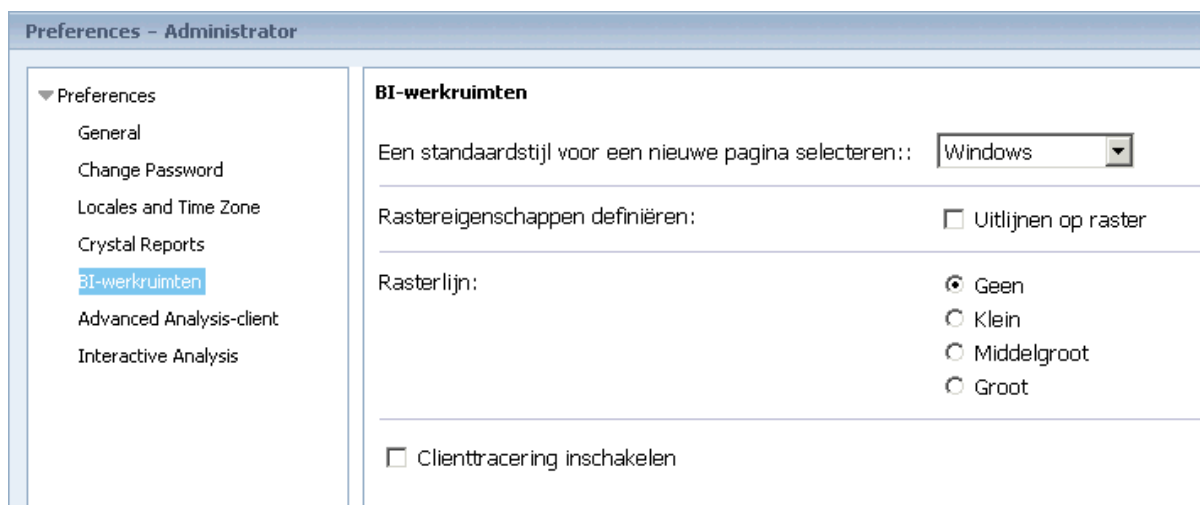 Preferences – Administrator
Preferences
General
Change Password
Locales and Time Zone
Crystal Reports
BI-werkruimten
Advanced Analysis-client
Interactive Analysis
BI-werkruimten
Een standaardstijl voor een nieuwe pagina selecteren:: Windows
Rastereigenschappen definiëren: Uitlijnen op raster
Rasterlijn: Geen
Klein
Middelgroot
Groot
Clienttracering inschakelen